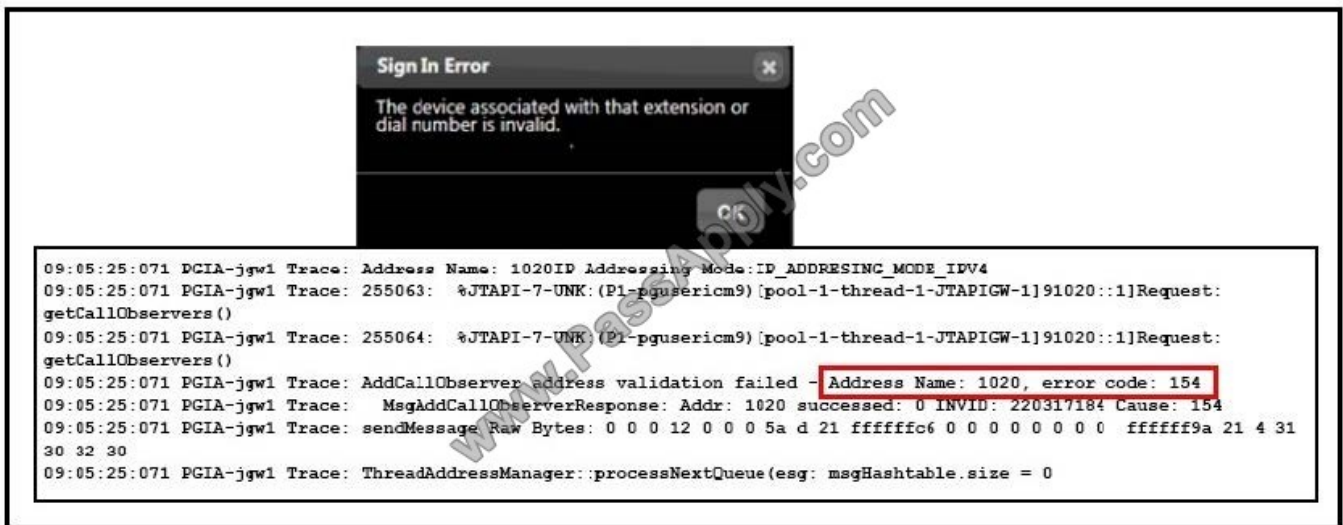 Sign In Error
The device associated with that extension or
dial number is invalid.
OK
www.PassApply.com
09:05:25:071 PGIA-jgw1 Trace: Address Name: 1020IP Addressing Mode:IP_ADDRESING_MODE_IPV4
09:05:25:071 PGIA-jgw1 Trace: 255063: %JTAPI-7-UNK:(P1-pgusericm9)[pool-1-thread-1-JTAPIGW-1]91020::1]Request:
getCallObservers()
09:05:25:071 PGIA-jgw1 Trace: 255064: %JTAPI-7-UNK:(P1-pgusericm9)[pool-1-thread-1-JTAPIGW-1]91020::1]Request:
getCallObservers()
09:05:25:071 PGIA-jgw1 Trace: AddCallObserver address validation failed - Address Name: 1020, error code: 154
09:05:25:071 PGIA-jgw1 Trace: MsgAddCallObserverResponse: Addr: 1020 successed: 0 INVID: 220317184 Cause: 154
09:05:25:071 PGIA-jgw1 Trace: sendMessage Raw Bytes: 0 0 0 12 0 0 0 5a d 21 ffffffc6 0 0 0 0 0 0 0 0 ffffff9a 21 4 31
30 32 30
09:05:25:071 PGIA-jgw1 Trace: ThreadAddressManager::processNextQueue(esg: msgHashtable.size = 0